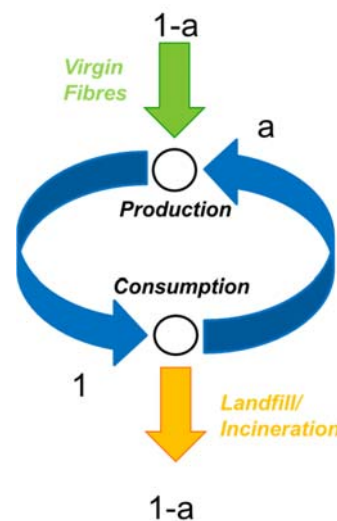 1-a
Virgin
Fibres
a
Production
Consumption
1
Landfill/
Incineration
1-a